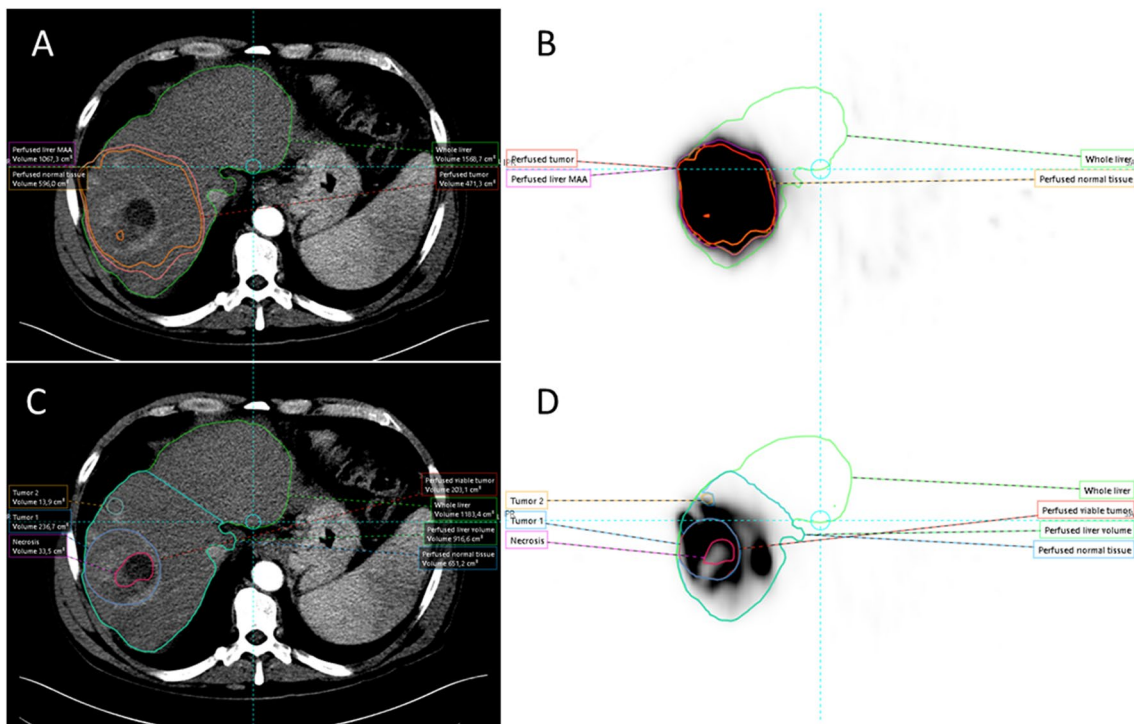 A
Perfused liver MAA
Volume 1067,3 cm³
Perfused normal tissue
Volume 596,0 cm³
Whole liver
Volume 1568,7 cm³
Perfused tumor
Volume 471,3 cm³
B
Perfused tumor
Perfused liver MAA
Whole liver
Perfused normal tissue
C
Tumor 2
Volume 13,9 cm³
Tumor 1
Volume 236,7 cm³
Necrosis
Volume 33,5 cm³
Perfused viable tumor
Volume 203,1 cm³
Whole liver
Volume 1183,4 cm³
Perfused liver volume
Volume 916,6 cm³
Perfused normal tissue
Volume 651,2 cm³
D
Tumor 2
Tumor 1
Necrosis
Whole liver
Perfused viable tumor
Perfused liver volume
Perfused normal tissue